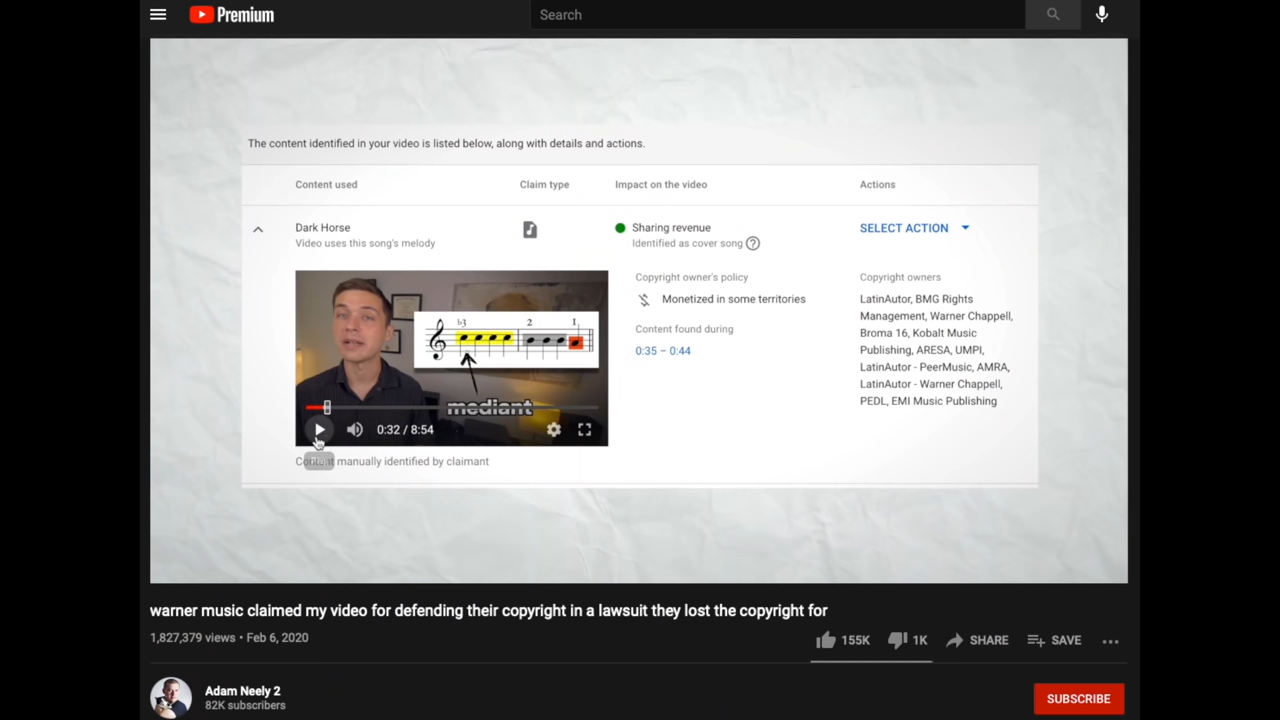 Premium
Search
The content identified in your video is listed below, along with details and actions.
Content used
Claim type
Impact on the video
Actions
Dark Horse
Video uses this song's melody
Sharing revenue
Identified as cover song
SELECT ACTION
Copyright owner's policy
Monetized in some territories
Content found during
0:35 – 0:44
Copyright owners
LatinAutor, BMG Rights
Management, Warner Chappell,
Broma 16, Kobalt Music
Publishing, ARESA, UMPI,
LatinAutor - PeerMusic, AMRA,
LatinAutor - Warner Chappell,
PEDL, EMI Music Publishing
b3 2 1
mediant
0:32 / 8:54
Content manually identified by claimant
warner music claimed my video for defending their copyright in a lawsuit they lost the copyright for
1,827,379 views • Feb 6, 2020
155K
1K
SHARE
SAVE
Adam Neely 2
82K subscribers
SUBSCRIBE